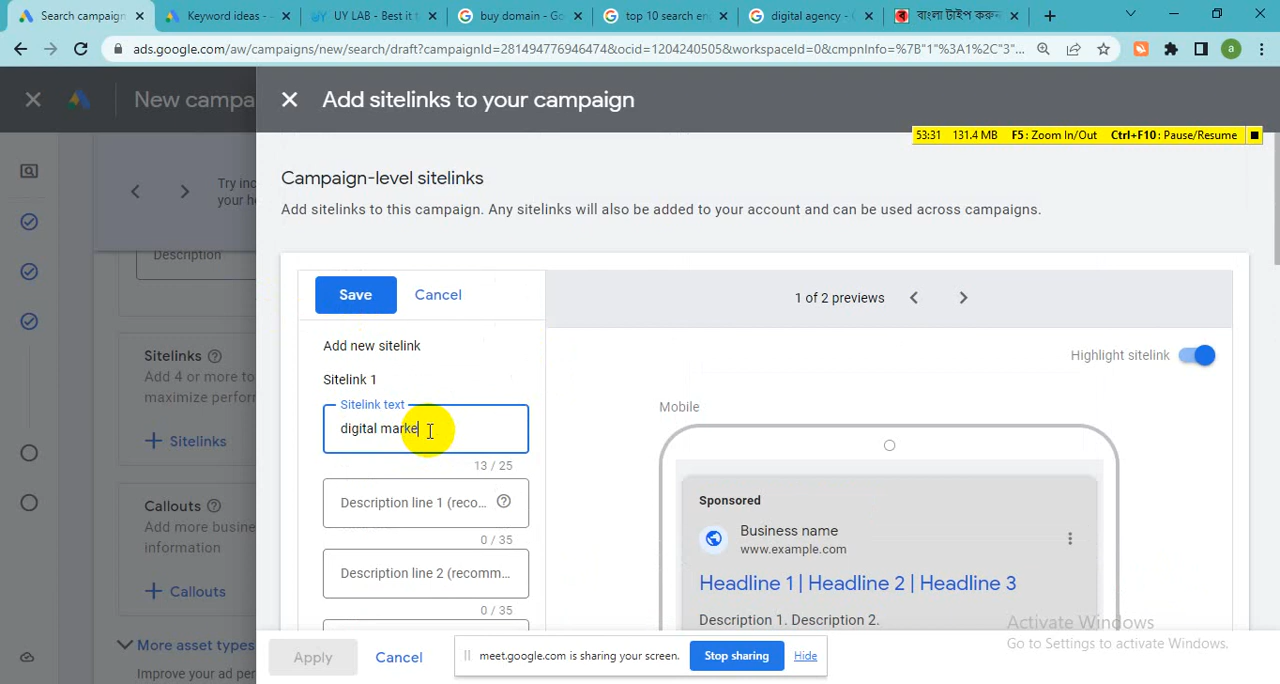 Search campaign
Keyword ideas -
UY LAB - Best it t
buy domain - Go
top 10 search en
digital agency -
বাংলা টাইপ করুন
ads.google.com/aw/campaigns/new/search/draft?campaignId=281494776946474&ocid=1204240505&workspaceId=0&cmpnInfo=%7B"1"%3A1%2C"3"...
a
New campa
Add sitelinks to your campaign
53:31 131.4 MB F5: Zoom In/Out Ctrl+F10: Pause/Resume
Try inc
your he
Description
Sitelinks
Add 4 or more to
maximize perform
Sitelinks
Callouts
Add more busine
information
Callouts
More asset types
Improve your ad per
Campaign-level sitelinks
Add sitelinks to this campaign. Any sitelinks will also be added to your account and can be used across campaigns.
Save Cancel
Add new sitelink
Sitelink 1
Sitelink text
digital marke
13 / 25
Description line 1 (reco...
0 / 35
Description line 2 (recomm...
0 / 35
1 of 2 previews
Highlight sitelink
Mobile
Sponsored
Business name
www.example.com
Headline 1 | Headline 2 | Headline 3
Description 1. Description 2.
Activate Windows
Go to Settings to activate Windows.
Apply Cancel
meet.google.com is sharing your screen. Stop sharing Hide